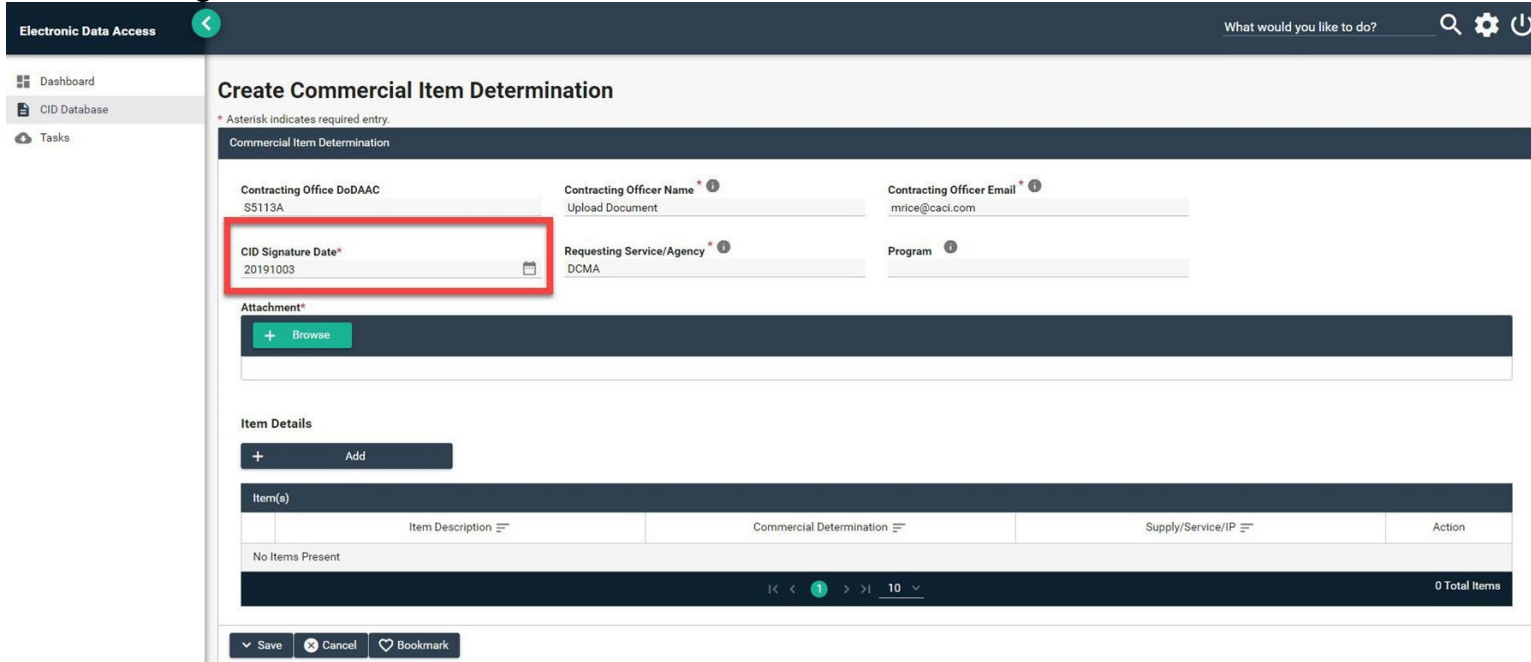 Electronic Data Access
What would you like to do?
Dashboard
CID Database
Tasks
Create Commercial Item Determination
* Asterisk indicates required entry.
Commercial Item Determination
Contracting Office DoDAAC
S5113A
Contracting Officer Name *
Upload Document
Contracting Officer Email *
mrice@caci.com
CID Signature Date*
20191003
Requesting Service/Agency *
DCMA
Program
Attachment*
+ Browse
Item Details
+ Add
Item(s)
Item Description
Commercial Determination
Supply/Service/IP
Action
No Items Present
1
10
0 Total Items
Save
Cancel
Bookmark